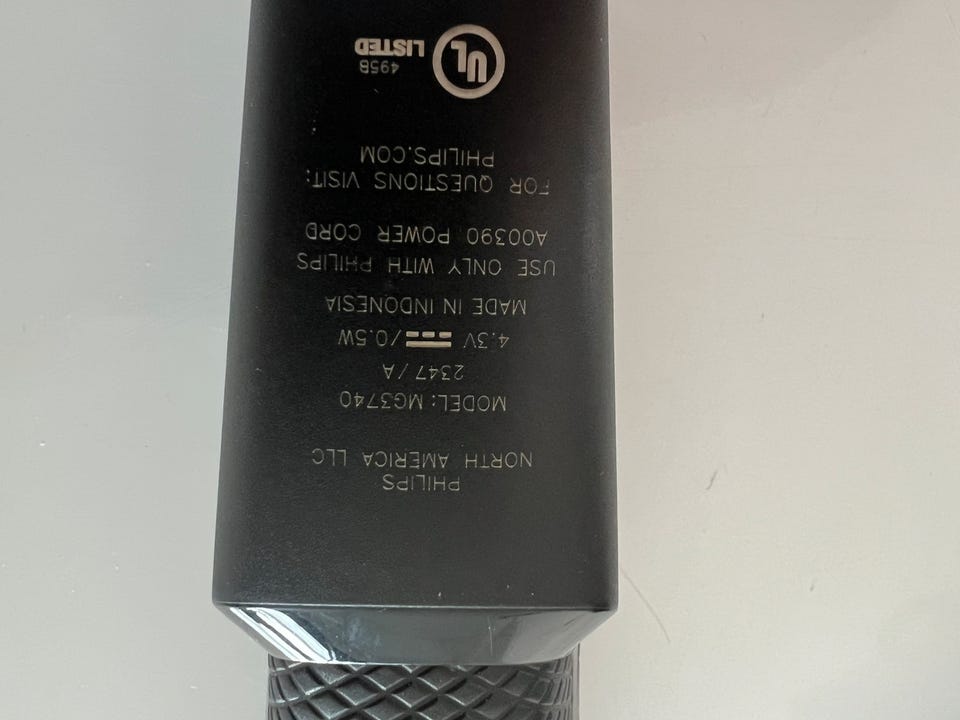 PHILIPS
NORTH AMERICA LLC
MODEL: MG3740
2347/A
4.3V /0.5W
MADE IN INDONESIA
USE ONLY WITH PHILIPS
A00390 POWER CORD
FOR QUESTIONS VISIT:
PHILIPS.COM
UL
495B
LISTED